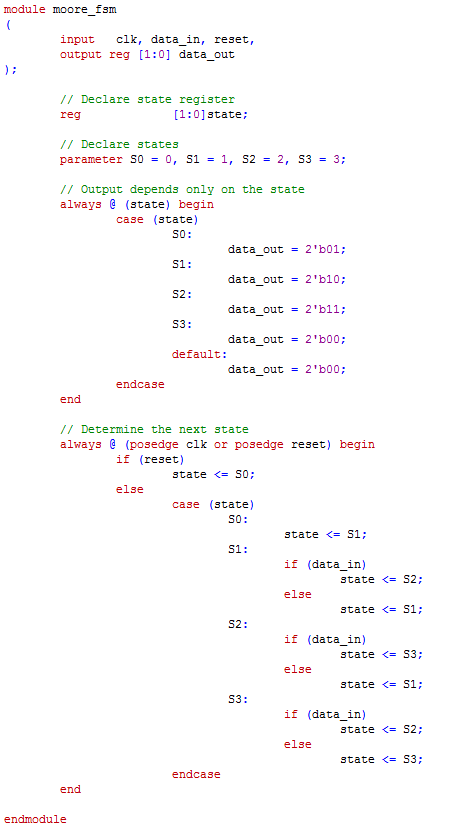 module moore_fsm
(
input   clk, data_in, reset,
output reg [1:0] data_out
);
// Declare state register
reg             [1:0]state;
// Declare states
parameter S0 = 0, S1 = 1, S2 = 2, S3 = 3;
// Output depends only on the state
always @ (state) begin
case (state)
S0:
data_out = 2'b01;
S1:
data_out = 2'b10;
S2:
data_out = 2'b11;
S3:
data_out = 2'b00;
default:
data_out = 2'b00;
endcase
end
// Determine the next state
always @ (posedge clk or posedge reset) begin
if (reset)
state <= S0;
else
case (state)
S0:
state <= S1;
S1:
if (data_in)
state <= S2;
else
state <= S1;
S2:
if (data_in)
state <= S3;
else
state <= S1;
S3:
if (data_in)
state <= S2;
else
state <= S3;
endcase
end
endmodule